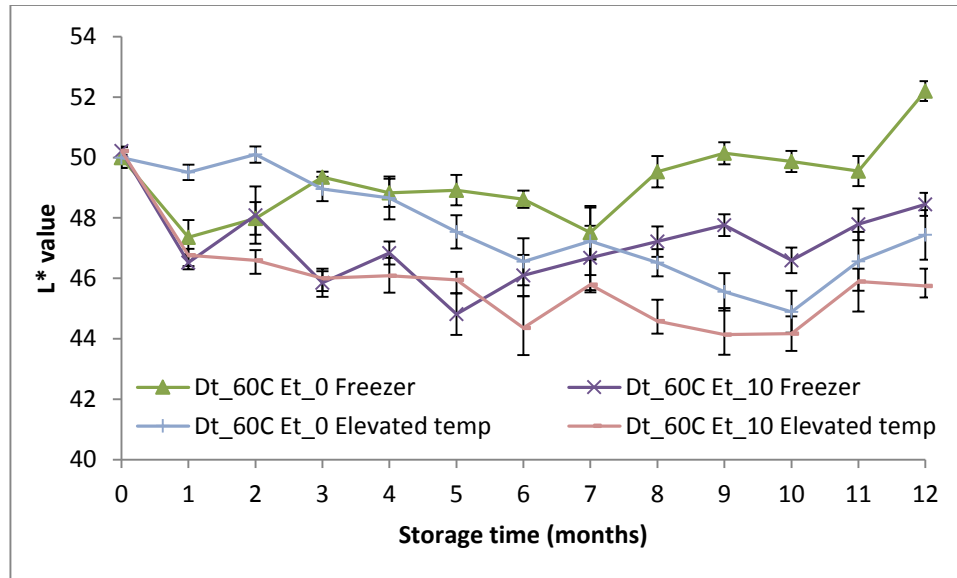 54
52
50
48
46
44
42
40
L* value
Dt_60C Et_0 Freezer
Dt_60C Et_10 Freezer
Dt_60C Et_0 Elevated temp
Dt_60C Et_10 Elevated temp
0 1 2 3 4 5 6 7 8 9 10 11 12
Storage time (months)